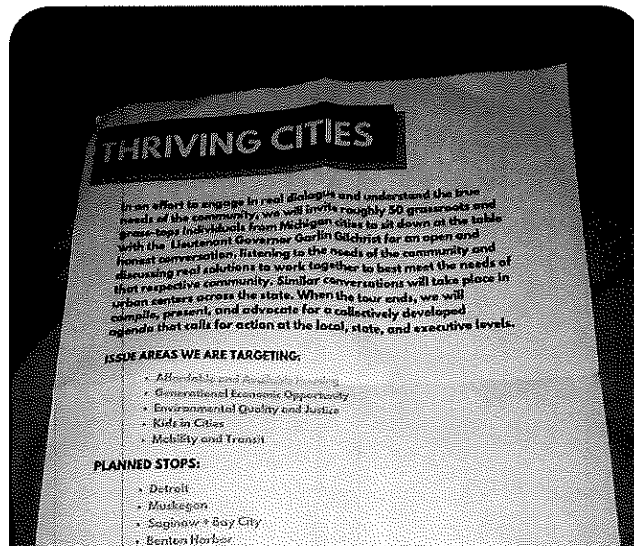 THRIVING CITIES
In an effort to engage in real dialogue and understand the true
needs of the community, we will invite roughly 50 grassroots and
grass-tops individuals from Michigan cities to sit down at the table
with the Lieutenant Governor Garlin Gilchrist for an open and
honest conversation, listening to the needs of the community and
discussing real solutions to work together to best meet the needs of
that respective community. Similar conversations will take place in
urban centers across the state. When the tour ends, we will
compile, present, and advocate for a collectively developed
agenda that calls for action at the local, state, and executive levels.
ISSUE AREAS WE ARE TARGETING:
• Affordable and Available Housing
• Generational Economic Opportunity
• Environmental Quality and Justice
• Kids in Cities
• Mobility and Transit
PLANNED STOPS:
• Detroit
• Muskegon
• Saginaw + Bay City
• Benton Harbor